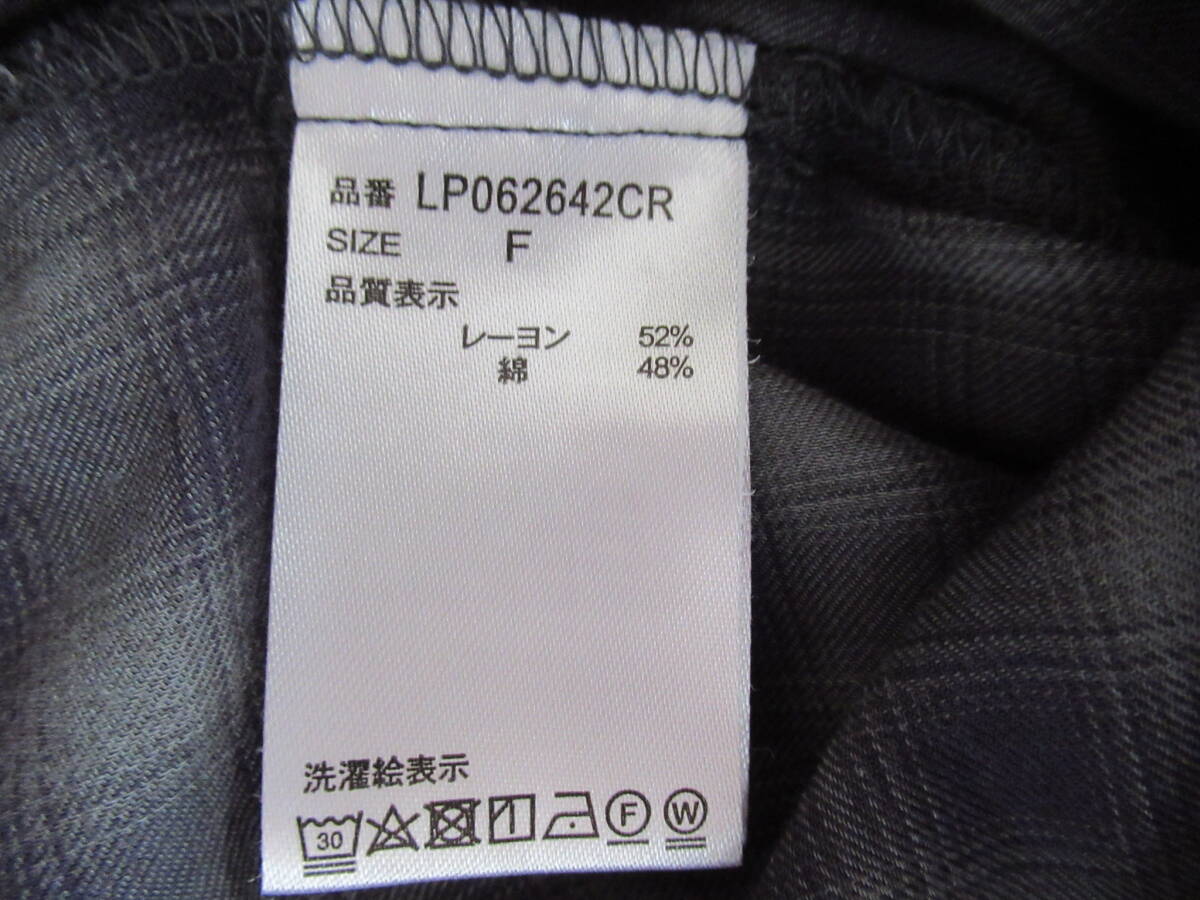 品番 LP062642CR
SIZE F
品質表示
レーヨン 52%
綿 48%
洗濯絵表示
30 F W